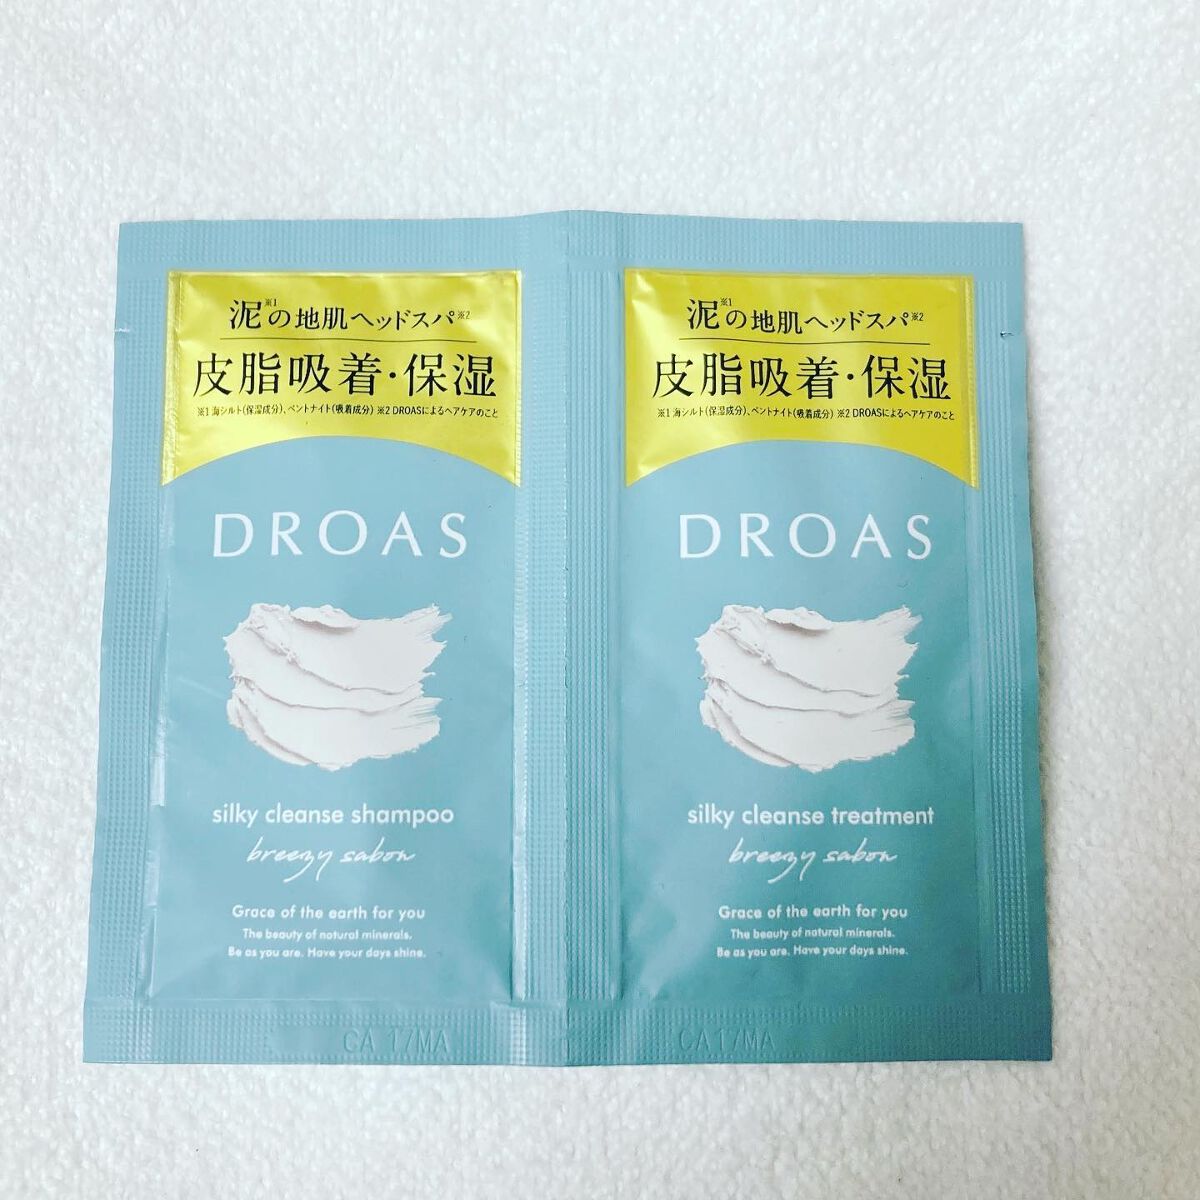 泥※1の地肌ヘッドスパ※2
皮脂吸着・保湿
※1 海シルト(保湿成分)、ベントナイト(吸着成分) ※2 DROASによるヘアケアのこと
DROAS
silky cleanse shampoo
breezy sabon
Grace of the earth for you
The beauty of natural minerals.
Be as you are. Have your days shine.
CA 17MA
泥※1の地肌ヘッドスパ※2
皮脂吸着・保湿
※1 海シルト(保湿成分)、ベントナイト(吸着成分) ※2 DROASによるヘアケアのこと
DROAS
silky cleanse treatment
breezy sabon
Grace of the earth for you
The beauty of natural minerals.
Be as you are. Have your days shine.
CA17MA